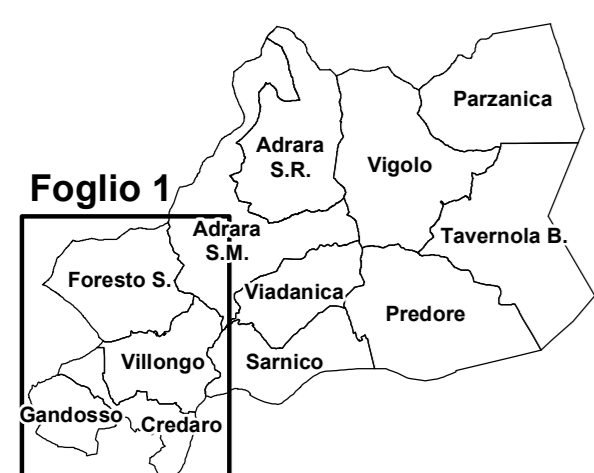 Parzanica
Adrara
S.R.
Vigolo
Foglio 1
Adrara
S.M.
Tavernola B.
Foresto S.
Viadanica
Predore
Villongo
Sarnico
Gandosso
Credaro